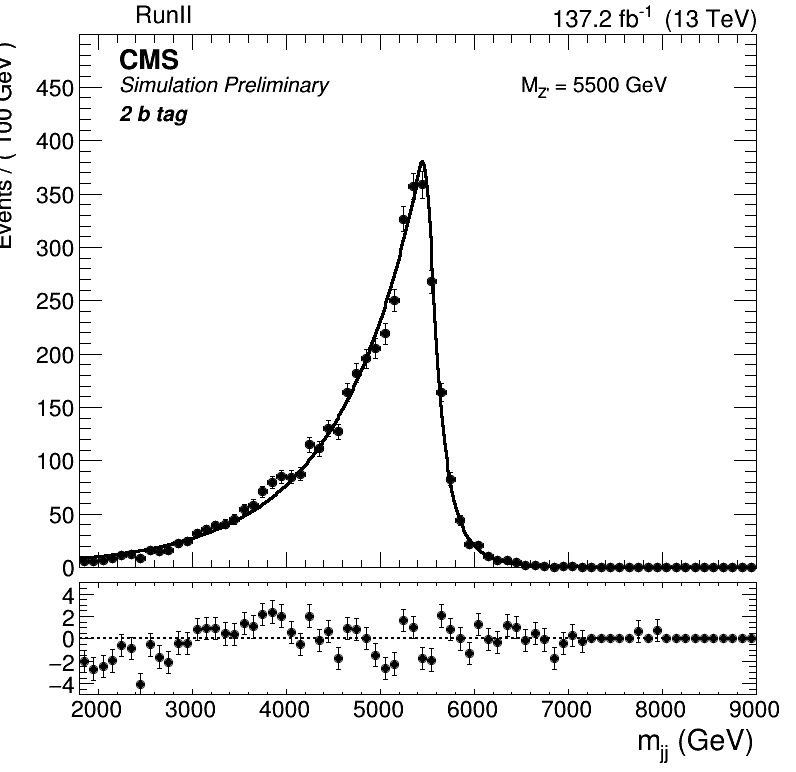 RunII
137.2 fb-1 (13 TeV)
CMS
Simulation Preliminary
MZ' = 5500 GeV
2 b tag
Events / ( 100 GeV )
450
400
350
300
250
200
150
100
50
0
4
2
0
−2
−4
2000 3000 4000 5000 6000 7000 8000 9000
mjj (GeV)